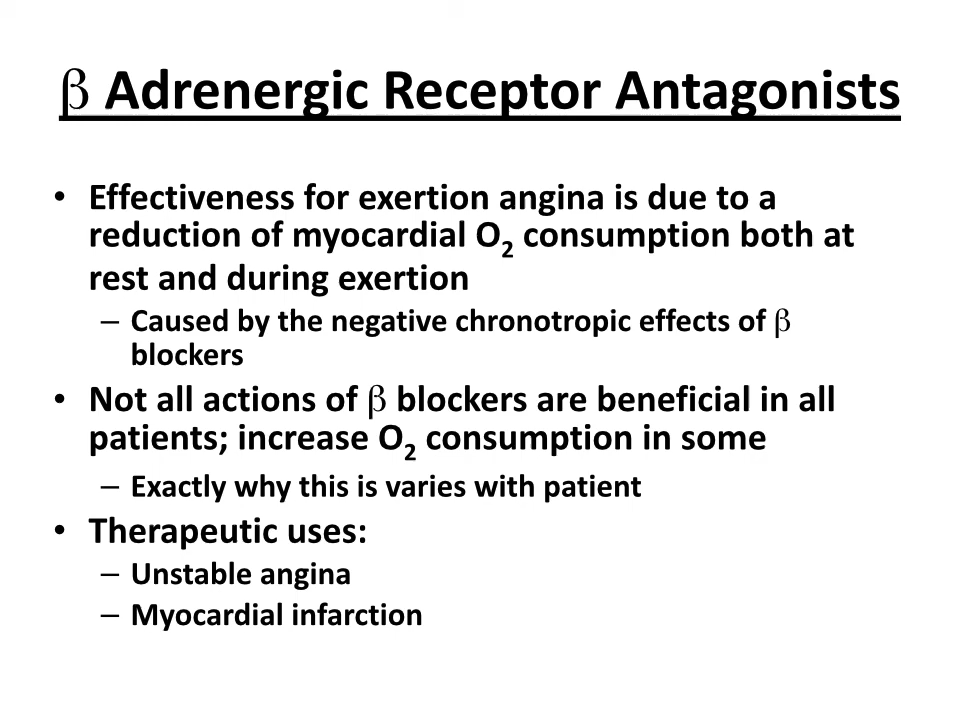 β Adrenergic Receptor Antagonists
• Effectiveness for exertion angina is due to a
reduction of myocardial O₂ consumption both at
rest and during exertion
– Caused by the negative chronotropic effects of β
blockers
• Not all actions of β blockers are beneficial in all
patients; increase O₂ consumption in some
– Exactly why this is varies with patient
• Therapeutic uses:
– Unstable angina
– Myocardial infarction